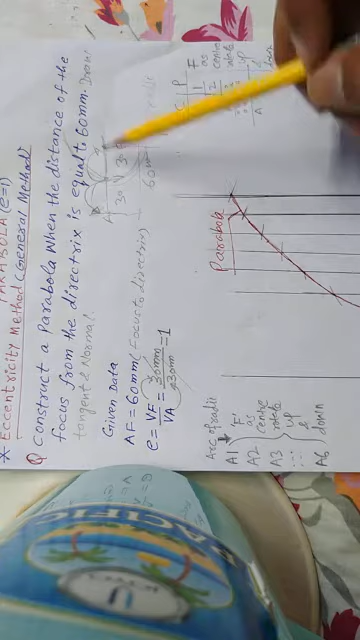 PARABOLA (e=1)
* Eccentricity Method (General Method)
Q Construct a Parabola When the distance of the
focus from the directrix is equal to 60mm. Draw
tangent & Normal.
Given Data
AF = 60mm (Focus to directrix)
e = VF/VA = 30mm/30mm = 1
A 30 V 30
60m
Arc of radii
A1 F'
A2 as
A3 centre
rotate
up
&
A6 down
Parabola
F
as
centre
rotate
up
&
down
PACIFIC